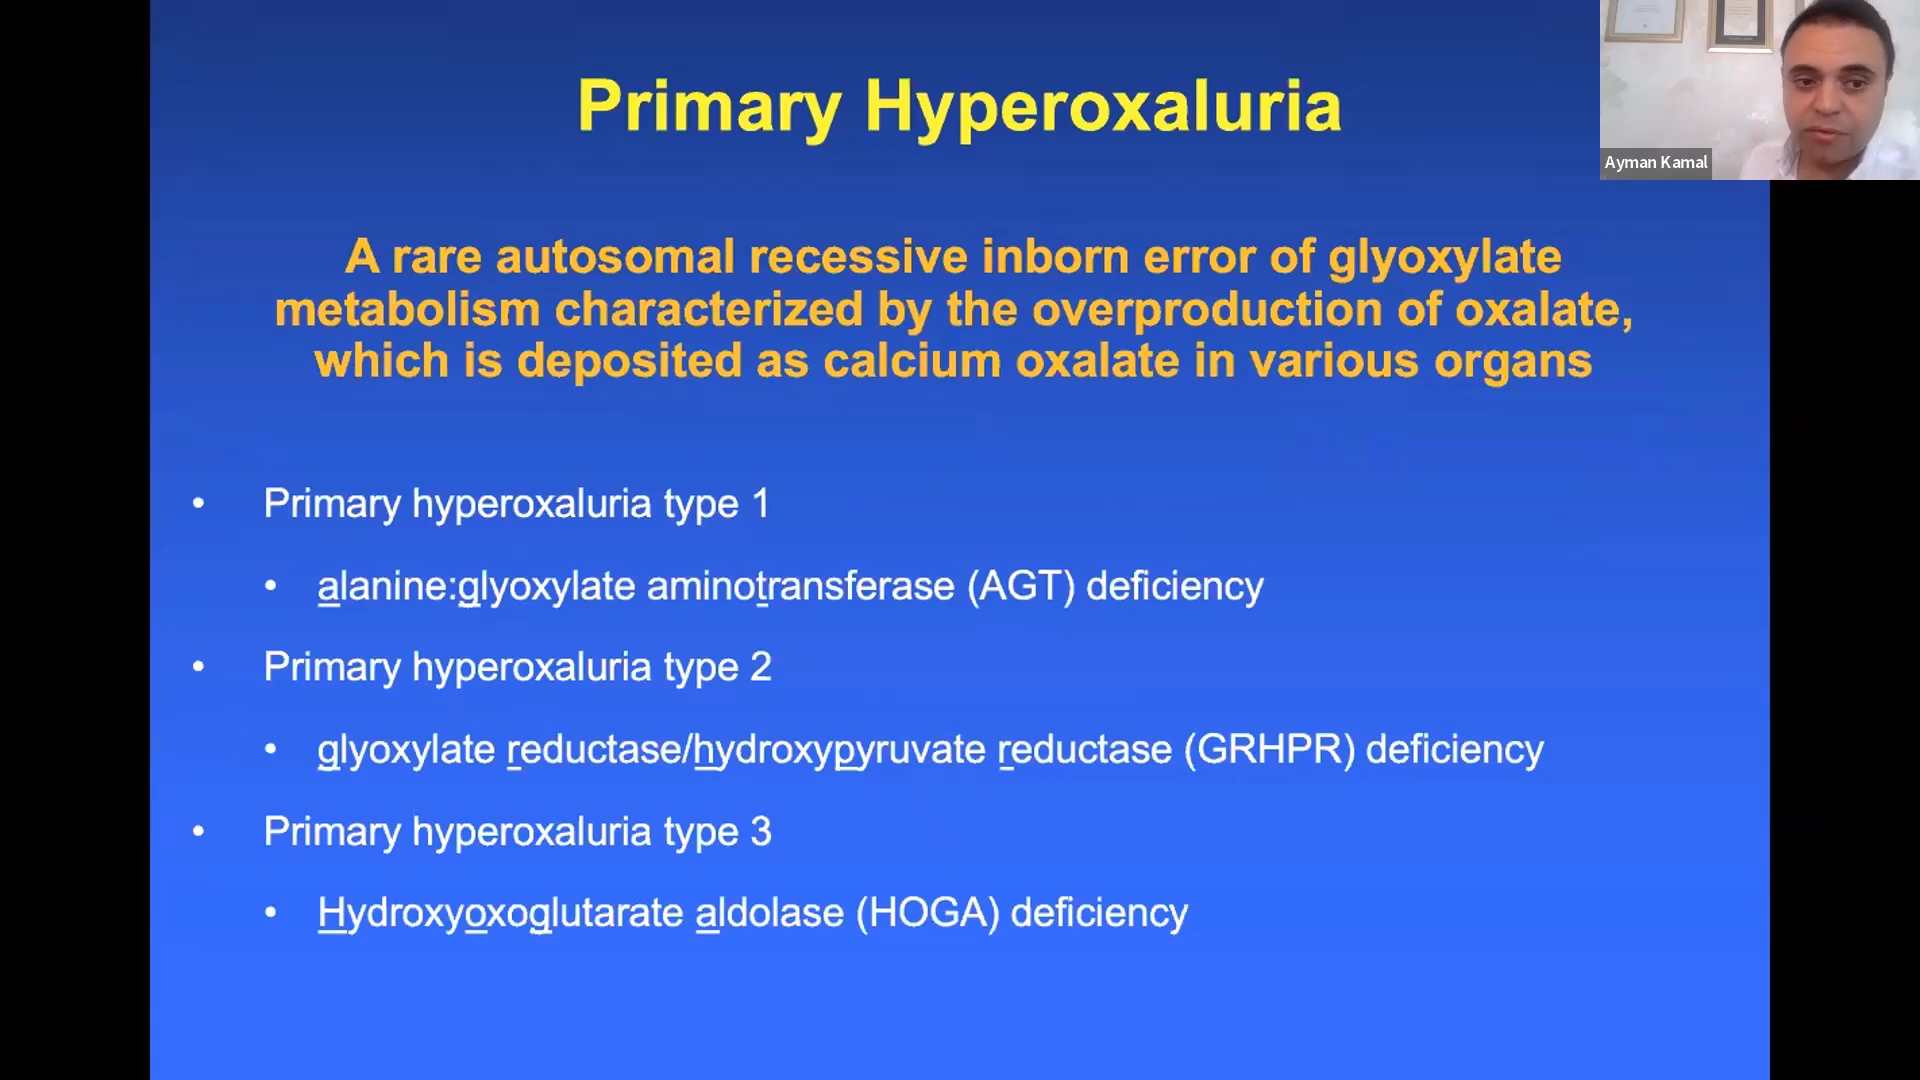 Primary Hyperoxaluria
Ayman Kamal
A rare autosomal recessive inborn error of glyoxylate
metabolism characterized by the overproduction of oxalate,
which is deposited as calcium oxalate in various organs
• Primary hyperoxaluria type 1
• alanine:glyoxylate aminotransferase (AGT) deficiency
• Primary hyperoxaluria type 2
• glyoxylate reductase/hydroxypyruvate reductase (GRHPR) deficiency
• Primary hyperoxaluria type 3
• Hydroxyoxoglutarate aldolase (HOGA) deficiency